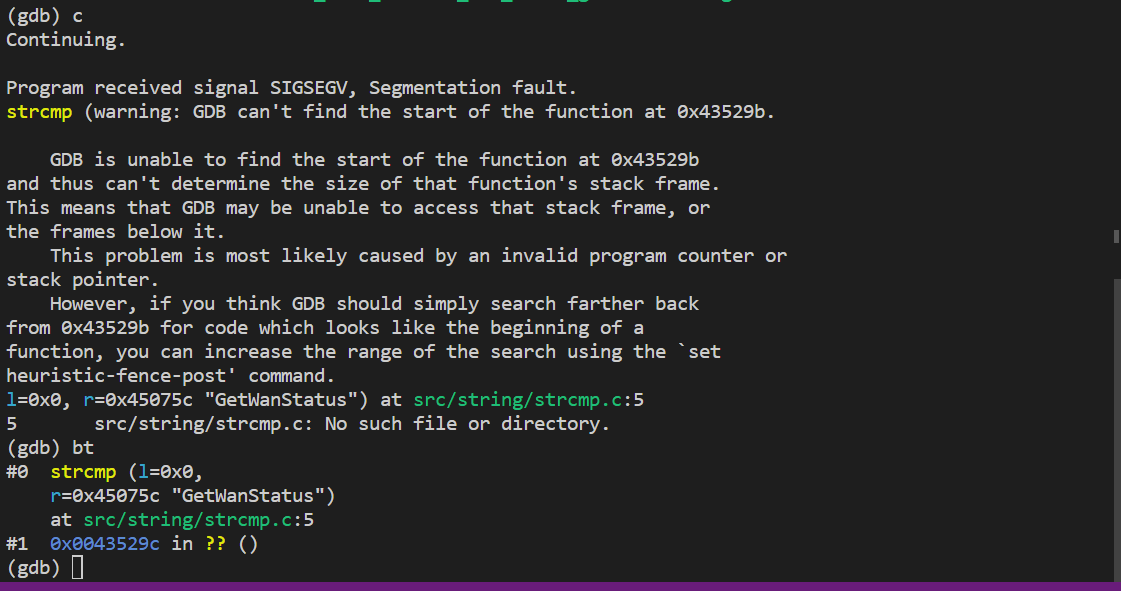 (gdb) c
Continuing.
Program received signal SIGSEGV, Segmentation fault.
strcmp (warning: GDB can't find the start of the function at 0x43529b.
GDB is unable to find the start of the function at 0x43529b
and thus can't determine the size of that function's stack frame.
This means that GDB may be unable to access that stack frame, or
the frames below it.
This problem is most likely caused by an invalid program counter or
stack pointer.
However, if you think GDB should simply search farther back
from 0x43529b for code which looks like the beginning of a
function, you can increase the range of the search using the `set
heuristic-fence-post' command.
l=0x0, r=0x45075c "GetWanStatus") at src/string/strcmp.c:5
5       src/string/strcmp.c: No such file or directory.
(gdb) bt
#0  strcmp (l=0x0,
r=0x45075c "GetWanStatus")
at src/string/strcmp.c:5
#1  0x0043529c in ?? ()
(gdb)